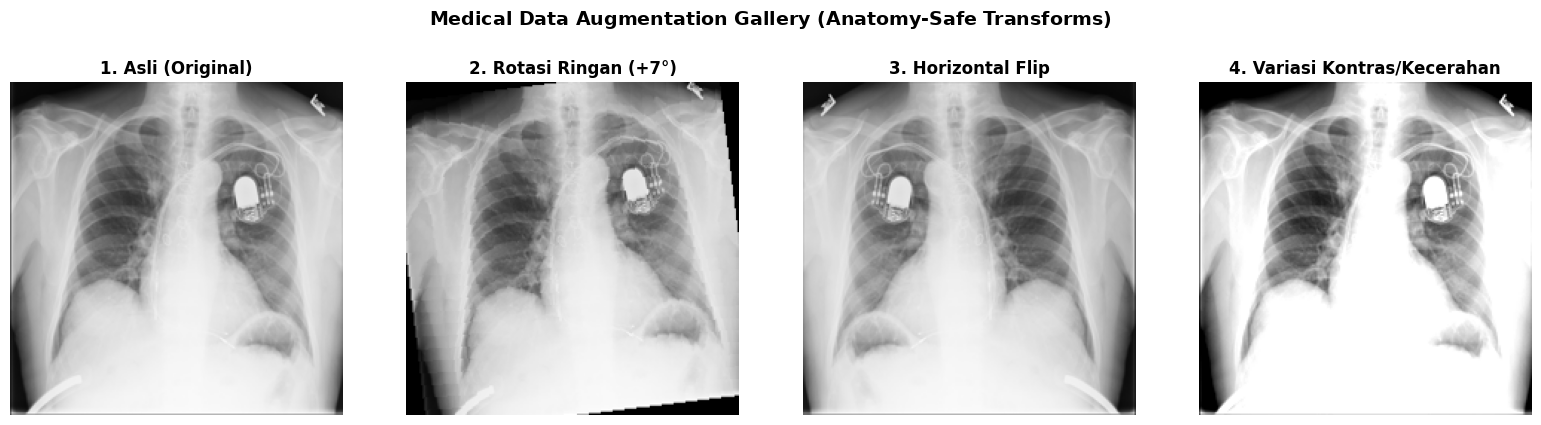 Medical Data Augmentation Gallery (Anatomy-Safe Transforms)
1. Asli (Original)
2. Rotasi Ringan (+7°)
3. Horizontal Flip
4. Variasi Kontras/Kecerahan